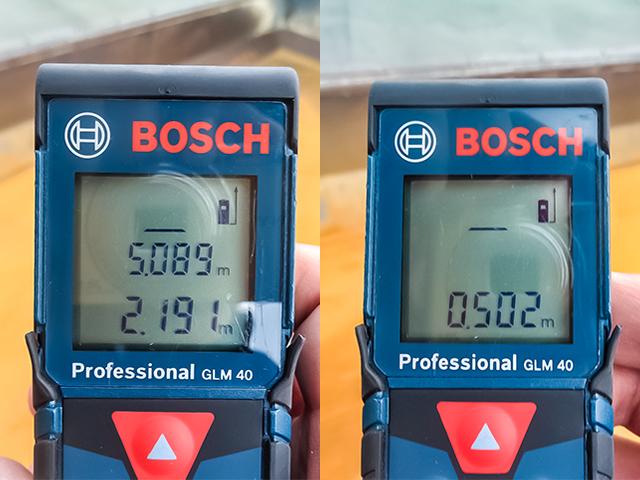 BOSCH
5.089 m
2.191 m
Professional GLM 40
BOSCH
0.502 m
Professional GLM 40